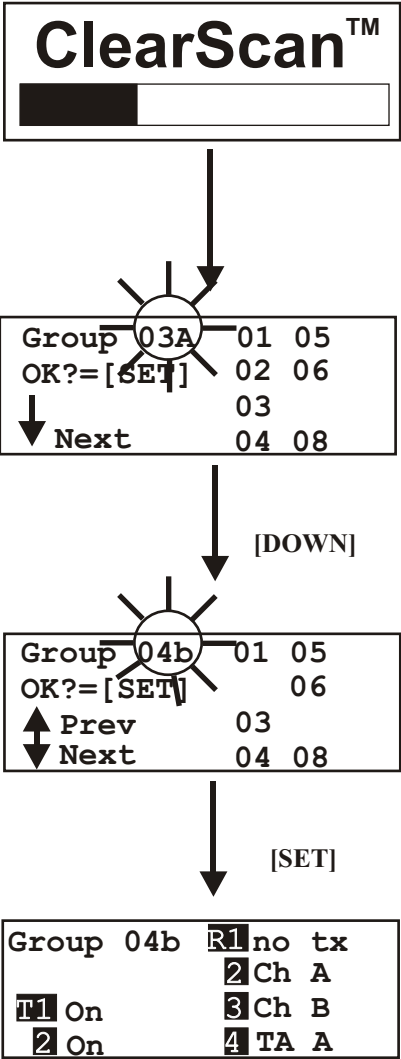 ClearScan™
Group 03A 01 05
OK?=[SET] 02 06
03
Next 04 08
[DOWN]
Group 04b 01 05
OK?=[SET] 06
Prev 03
Next 04 08
[SET]
Group 04b R1 no tx
2 Ch A
T1 On 3 Ch B
2 On 4 TA A